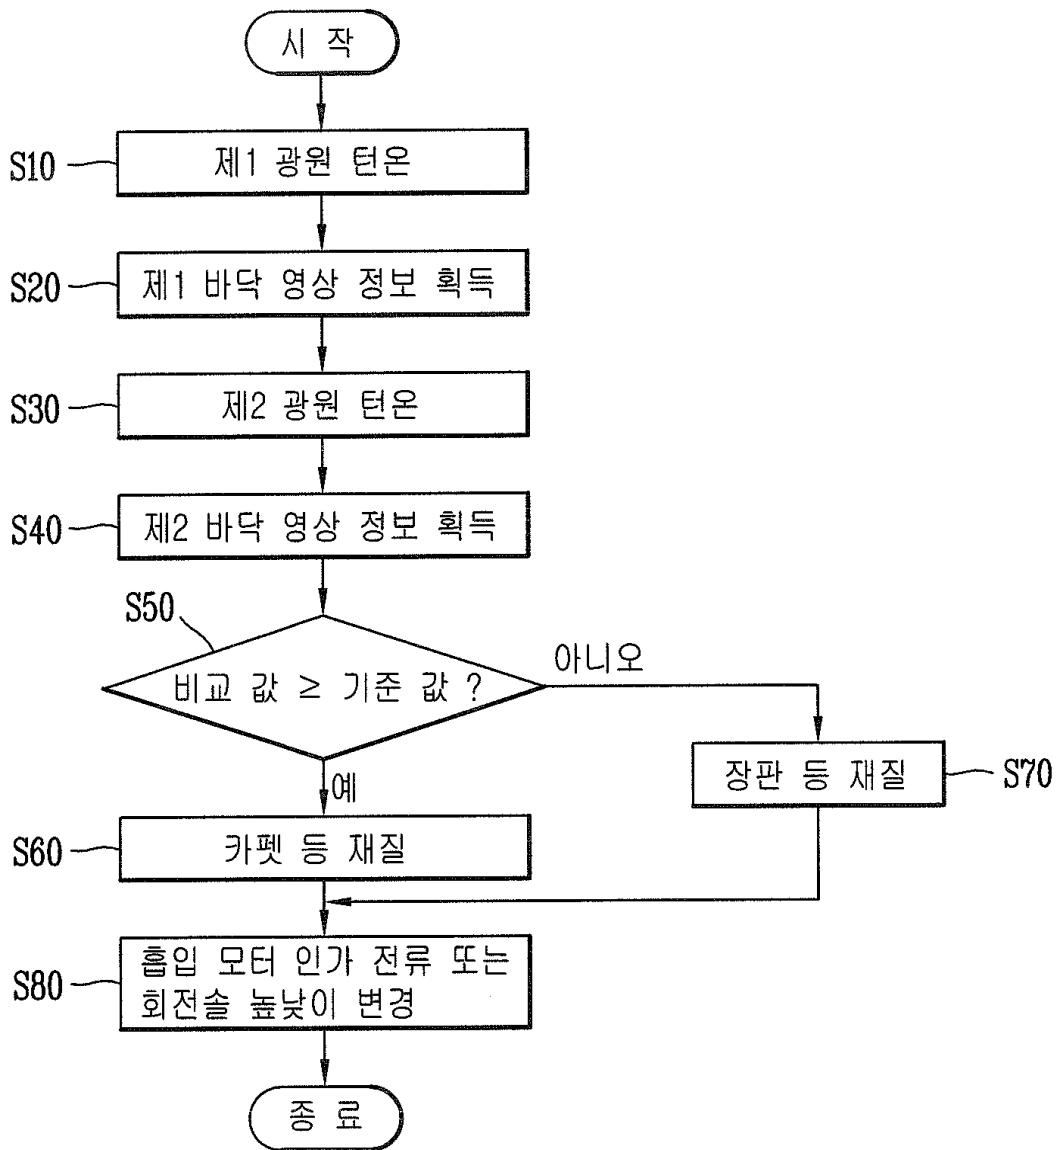 시 작
S10
제1 광원 턴온
S20
제1 바닥 영상 정보 획득
S30
제2 광원 턴온
S40
제2 바닥 영상 정보 획득
S50
비교 값 ≥ 기준 값 ?
아니오
예
장판 등 재질
S70
S60
카펫 등 재질
S80
흡입 모터 인가 전류 또는
회전솔 높낮이 변경
종 료